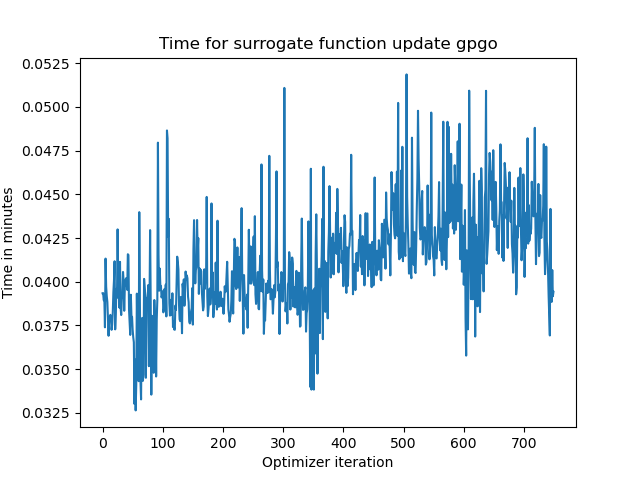 Time for surrogate function update gpgo
0.0525
0.0500
0.0475
0.0450
0.0425
0.0400
0.0375
0.0350
0.0325
Time in minutes
0 100 200 300 400 500 600 700
Optimizer iteration